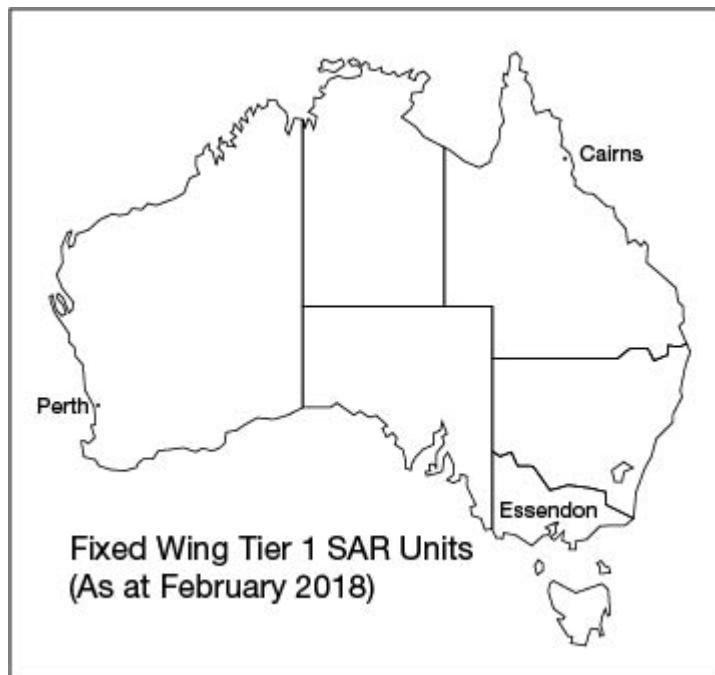 Cairns
Perth
Essendon
Fixed Wing Tier 1 SAR Units
(As at February 2018)